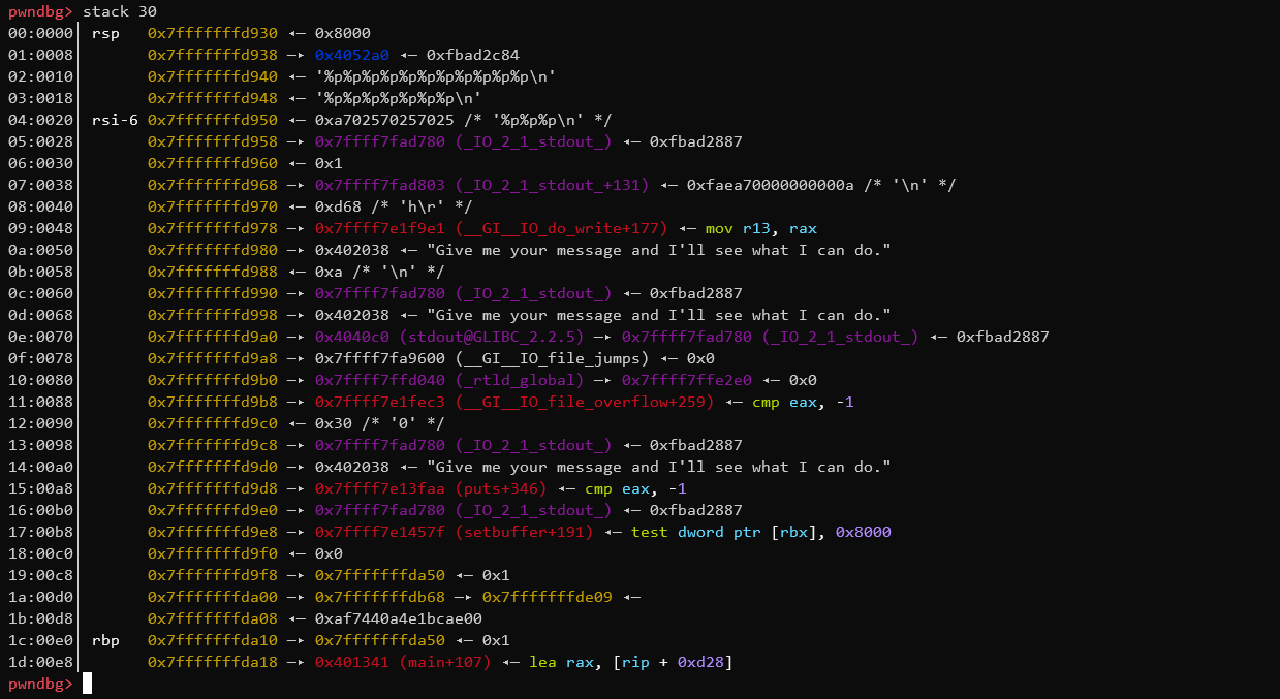 pwndbg> stack 30
00:0000│ rsp   0x7fffffffd930 ◂— 0x8000
01:0008│       0x7fffffffd938 —▸ 0x4052a0 ◂— 0xfbad2c84
02:0010│       0x7fffffffd940 ◂— '%p%p%p%p%p%p%p%p%p%p%p\n'
03:0018│       0x7fffffffd948 ◂— '%p%p%p%p%p%p%p\n'
04:0020│ rsi-6 0x7fffffffd950 ◂— 0xa702570257025 /* '%p%p%p\n' */
05:0028│       0x7fffffffd958 —▸ 0x7ffff7fad780 (_IO_2_1_stdout_) ◂— 0xfbad2887
06:0030│       0x7fffffffd960 ◂— 0x1
07:0038│       0x7fffffffd968 —▸ 0x7ffff7fad803 (_IO_2_1_stdout_+131) ◂— 0xfaea70000000000a /* '\n' */
08:0040│       0x7fffffffd970 ◂— 0xd68 /* 'h\r' */
09:0048│       0x7fffffffd978 —▸ 0x7ffff7e1f9e1 (__GI__IO_do_write+177) ◂— mov r13, rax
0a:0050│       0x7fffffffd980 —▸ 0x402038 ◂— "Give me your message and I'll see what I can do."
0b:0058│       0x7fffffffd988 ◂— 0xa /* '\n' */
0c:0060│       0x7fffffffd990 —▸ 0x7ffff7fad780 (_IO_2_1_stdout_) ◂— 0xfbad2887
0d:0068│       0x7fffffffd998 —▸ 0x402038 ◂— "Give me your message and I'll see what I can do."
0e:0070│       0x7fffffffd9a0 —▸ 0x4040c0 (stdout@GLIBC_2.2.5) —▸ 0x7ffff7fad780 (_IO_2_1_stdout_) ◂— 0xfbad2887
0f:0078│       0x7fffffffd9a8 —▸ 0x7ffff7fa9600 (__GI__IO_file_jumps) ◂— 0x0
10:0080│       0x7fffffffd9b0 —▸ 0x7ffff7ffd040 (_rtld_global) —▸ 0x7ffff7ffe2e0 ◂— 0x0
11:0088│       0x7fffffffd9b8 —▸ 0x7ffff7e1fec3 (__GI__IO_file_overflow+259) ◂— cmp eax, -1
12:0090│       0x7fffffffd9c0 ◂— 0x30 /* '0' */
13:0098│       0x7fffffffd9c8 —▸ 0x7ffff7fad780 (_IO_2_1_stdout_) ◂— 0xfbad2887
14:00a0│       0x7fffffffd9d0 —▸ 0x402038 ◂— "Give me your message and I'll see what I can do."
15:00a8│       0x7fffffffd9d8 —▸ 0x7ffff7e13faa (puts+346) ◂— cmp eax, -1
16:00b0│       0x7fffffffd9e0 —▸ 0x7ffff7fad780 (_IO_2_1_stdout_) ◂— 0xfbad2887
17:00b8│       0x7fffffffd9e8 —▸ 0x7ffff7e1457f (setbuffer+191) ◂— test dword ptr [rbx], 0x8000
18:00c0│       0x7fffffffd9f0 ◂— 0x0
19:00c8│       0x7fffffffd9f8 —▸ 0x7fffffffda50 ◂— 0x1
1a:00d0│       0x7fffffffda00 —▸ 0x7fffffffdb68 —▸ 0x7fffffffde09 ◂—
1b:00d8│       0x7fffffffda08 ◂— 0xaf7440a4e1bcae00
1c:00e0│ rbp   0x7fffffffda10 —▸ 0x7fffffffda50 ◂— 0x1
1d:00e8│       0x7fffffffda18 —▸ 0x401341 (main+107) ◂— lea rax, [rip + 0xd28]
pwndbg>